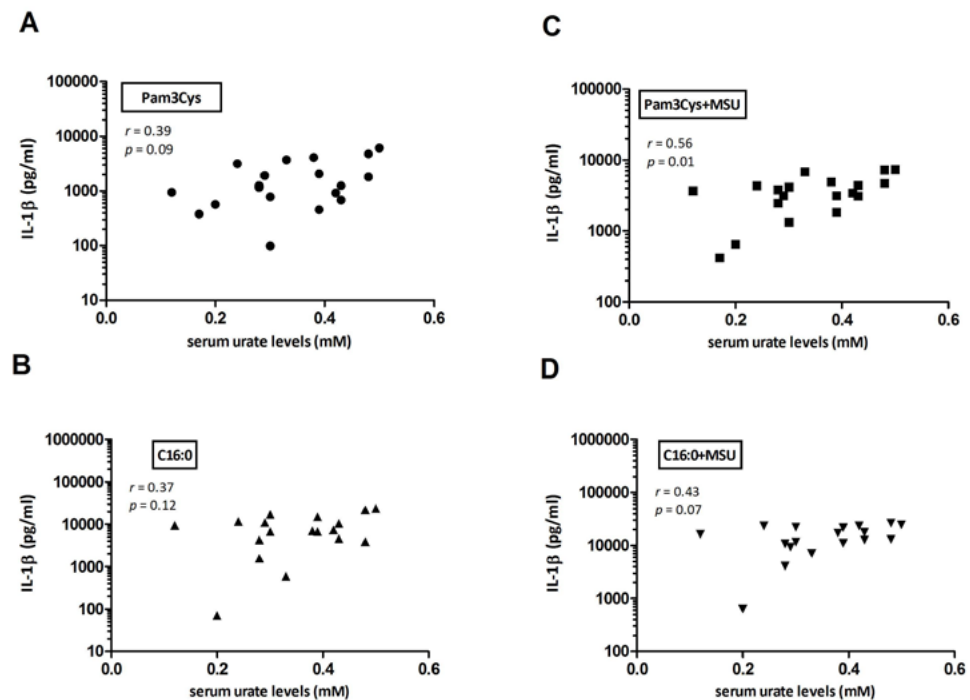 A
Pam3Cys
r = 0.39
p = 0.09
IL-1β (pg/ml)
100000
10000
1000
100
10
0.0 0.2 0.4 0.6
serum urate levels (mM)
C
Pam3Cys+MSU
r = 0.56
p = 0.01
IL-1β (pg/ml)
100000
10000
1000
100
0.0 0.2 0.4 0.6
serum urate levels (mM)
B
C16:0
r = 0.37
p = 0.12
IL-1β (pg/ml)
1000000
100000
10000
1000
100
10
0.0 0.2 0.4 0.6
serum urate levels (mM)
D
C16:0+MSU
r = 0.43
p = 0.07
IL-1β (pg/ml)
1000000
100000
10000
1000
100
0.0 0.2 0.4 0.6
serum urate levels (mM)